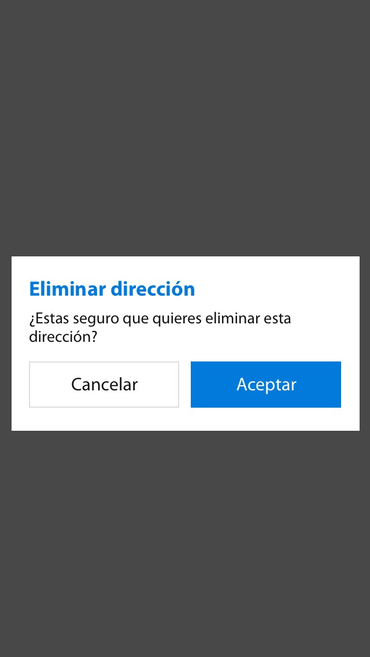 Eliminar dirección
¿Estas seguro que quieres eliminar esta
dirección?
Cancelar
Aceptar